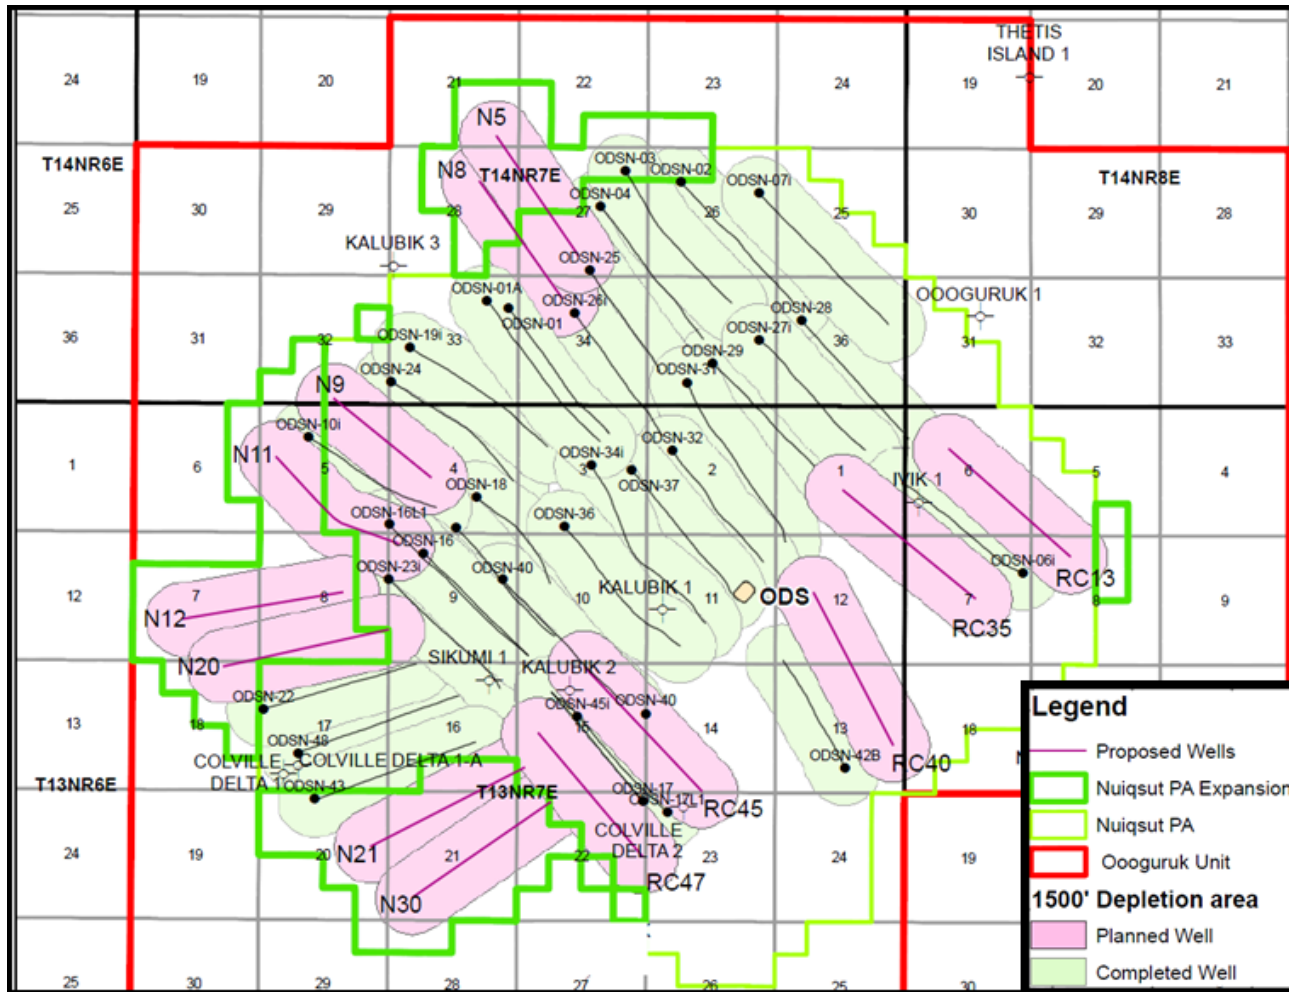 THETIS
ISLAND 1
24
19
20
21
22
23
24
19
20
21
N5
T14NR6E
N8
T14NR7E
ODSN-03
ODSN-02
ODSN-07i
T14NR8E
25
30
29
28
27
ODSN-04
26
25
30
29
28
KALUBIK 3
ODSN-25
ODSN-01A
ODSN-26i
ODSN-01
OOOGURUK 1
36
31
32
ODSN-19i
33
34
ODSN-28
ODSN-27i
36
31
32
33
ODSN-24
ODSN-29
ODSN-31
N9
ODSN-10i
N11
1
6
5
4
ODSN-34i
3
ODSN-32
2
1
6
5
4
ODSN-18
ODSN-37
IVIK 1
ODSN-16L1
ODSN-36
ODSN-16
ODSN-23i
ODSN-40
ODSN-06i
RC13
12
7
9
10
KALUBIK 1
11
ODS
12
7
8
9
N12
RC35
N20
SIKUMI 1
KALUBIK 2
ODSN-22
ODSN-45i
ODSN-40
13
18
17
16
15
14
13
18
ODSN-48
COLVILLE
DELTA 1
COLVILLE DELTA 1-A
ODSN-42B
RC40
T13NR6E
ODSN-43
T13NR7E
ODSN-17
ODSN-17L1
RC45
COLVILLE
DELTA 2
24
19
20
N21
21
22
23
24
19
RC47
N30
25
30
29
28
27
26
25
30
Legend
Proposed Wells
Nuiqsut PA Expansion
Nuiqsut PA
Oooguruk Unit
1500' Depletion area
Planned Well
Completed Well